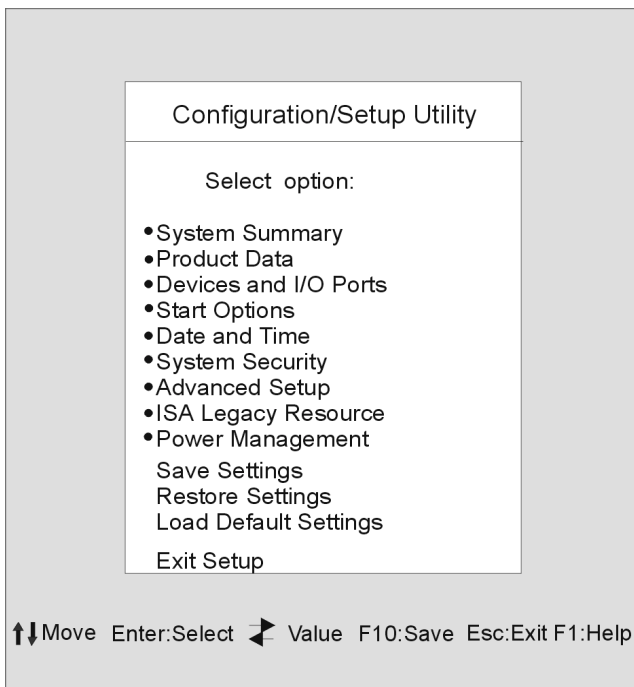 Configuration/Setup Utility
Select option:
•System Summary
•Product Data
•Devices and I/O Ports
•Start Options
•Date and Time
•System Security
•Advanced Setup
•ISA Legacy Resource
•Power Management
Save Settings
Restore Settings
Load Default Settings
Exit Setup
↑↓Move Enter:Select ⇄ Value F10:Save Esc:Exit F1:Help